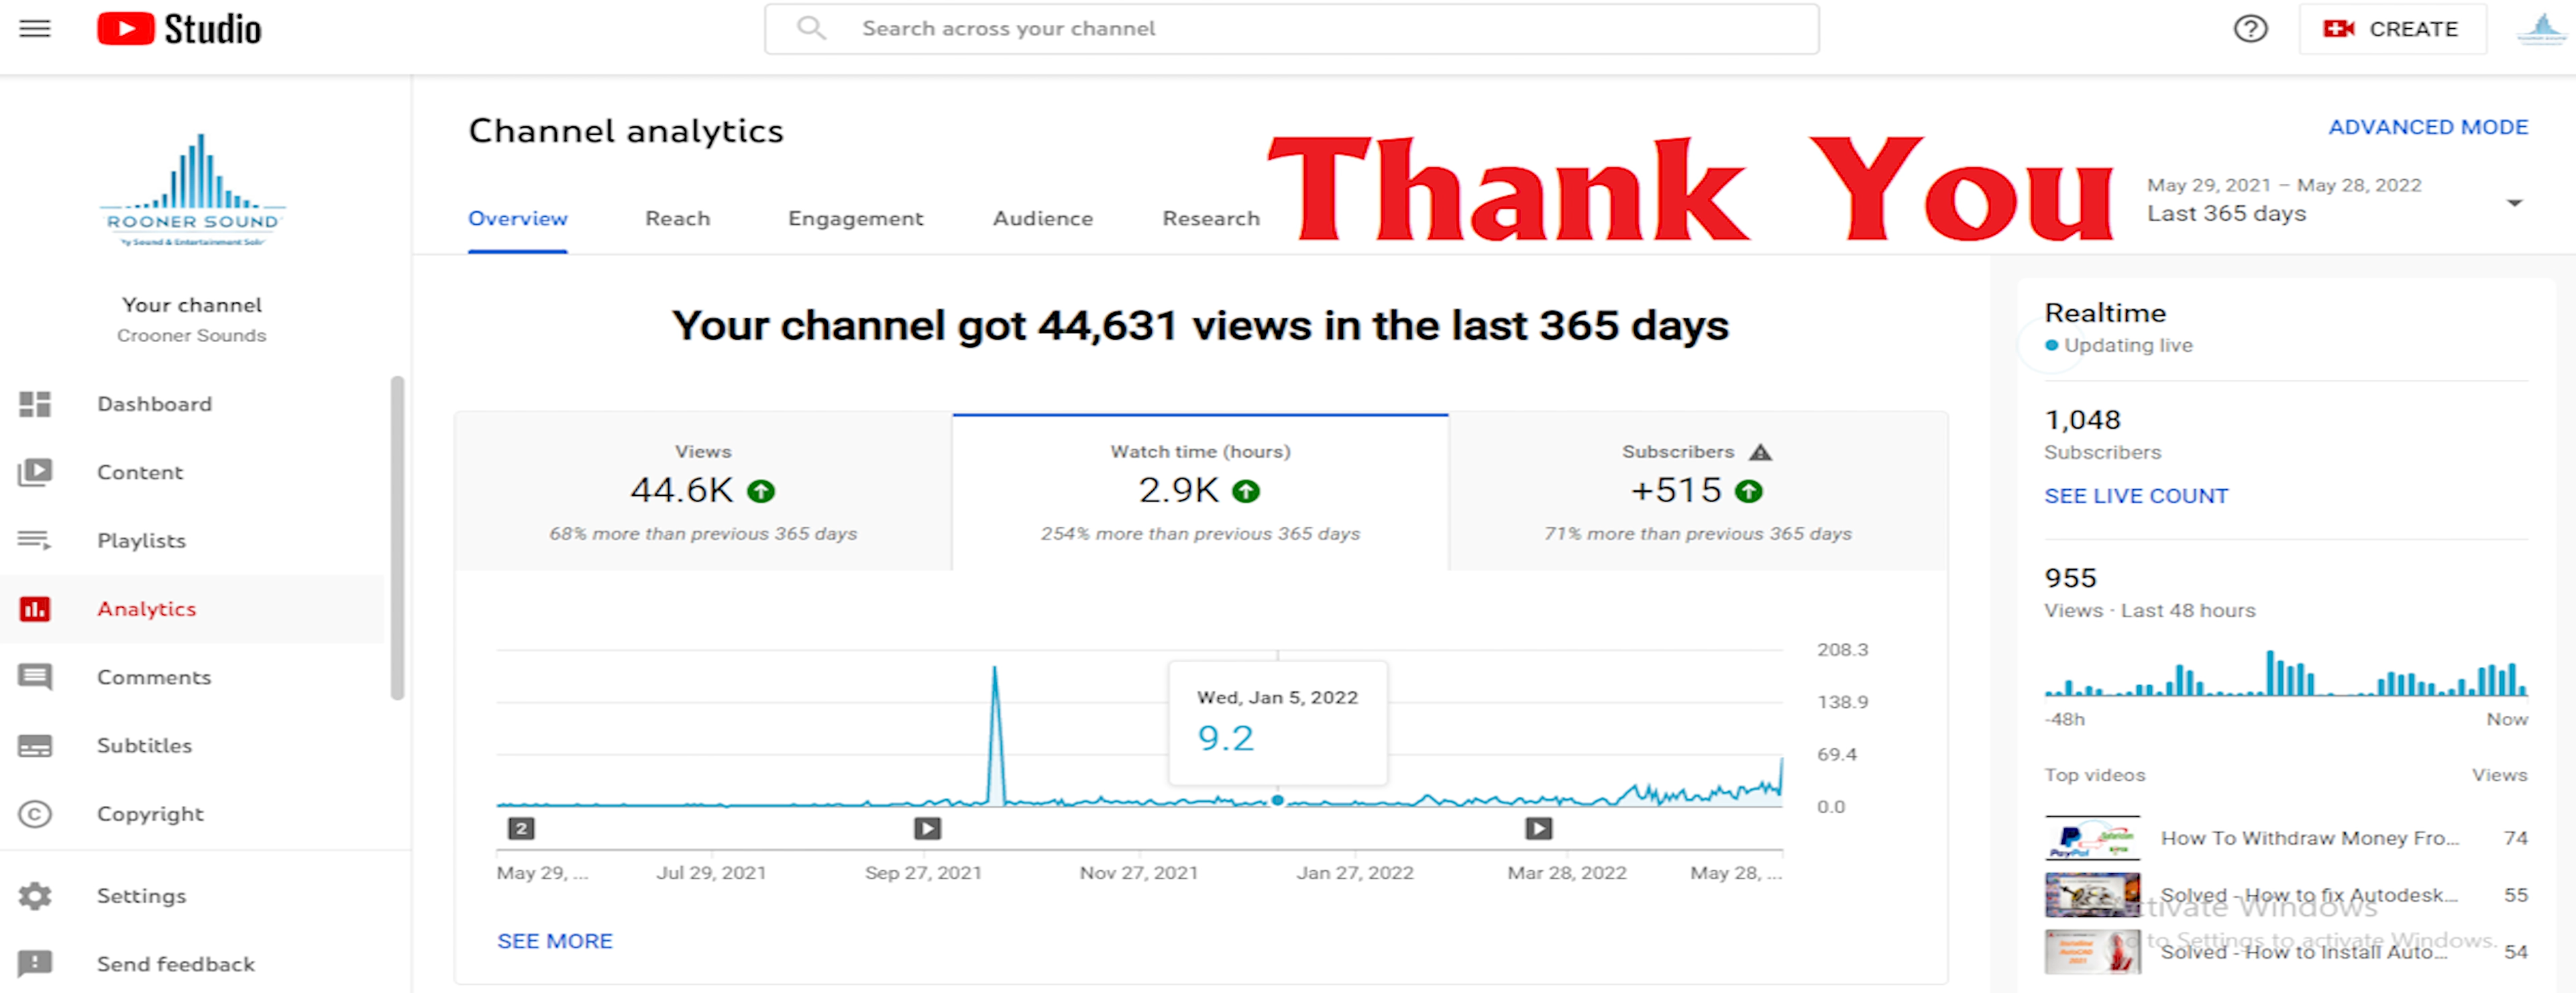 Studio
Search across your channel
CREATE
ROONER SOUND
Your channel
Crooner Sounds
Dashboard
Content
Playlists
Analytics
Comments
Subtitles
Copyright
Settings
Send feedback
Channel analytics
Thank You
ADVANCED MODE
Overview
Reach
Engagement
Audience
Research
May 29, 2021 – May 28, 2022
Last 365 days
Your channel got 44,631 views in the last 365 days
Views
44.6K
68% more than previous 365 days
Watch time (hours)
2.9K
254% more than previous 365 days
Subscribers
+515
71% more than previous 365 days
208.3
138.9
69.4
0.0
Wed, Jan 5, 2022
9.2
2
May 29, ...
Jul 29, 2021
Sep 27, 2021
Nov 27, 2021
Jan 27, 2022
Mar 28, 2022
May 28, ...
SEE MORE
Realtime
Updating live
1,048
Subscribers
SEE LIVE COUNT
955
Views · Last 48 hours
-48h
Now
Top videos
Views
PayPal
How To Withdraw Money Fro...
74
Solved - How to fix Autodesk...
55
Solved - How to Install Auto...
54
ctivate Windows
to Settings to activate Windows.